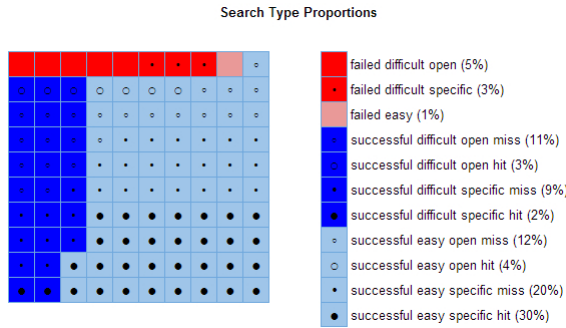 Search Type Proportions
failed difficult open (5%)
failed difficult specific (3%)
failed easy (1%)
successful difficult open miss (11%)
successful difficult open hit (3%)
successful difficult specific miss (9%)
successful difficult specific hit (2%)
successful easy open miss (12%)
successful easy open hit (4%)
successful easy specific miss (20%)
successful easy specific hit (30%)